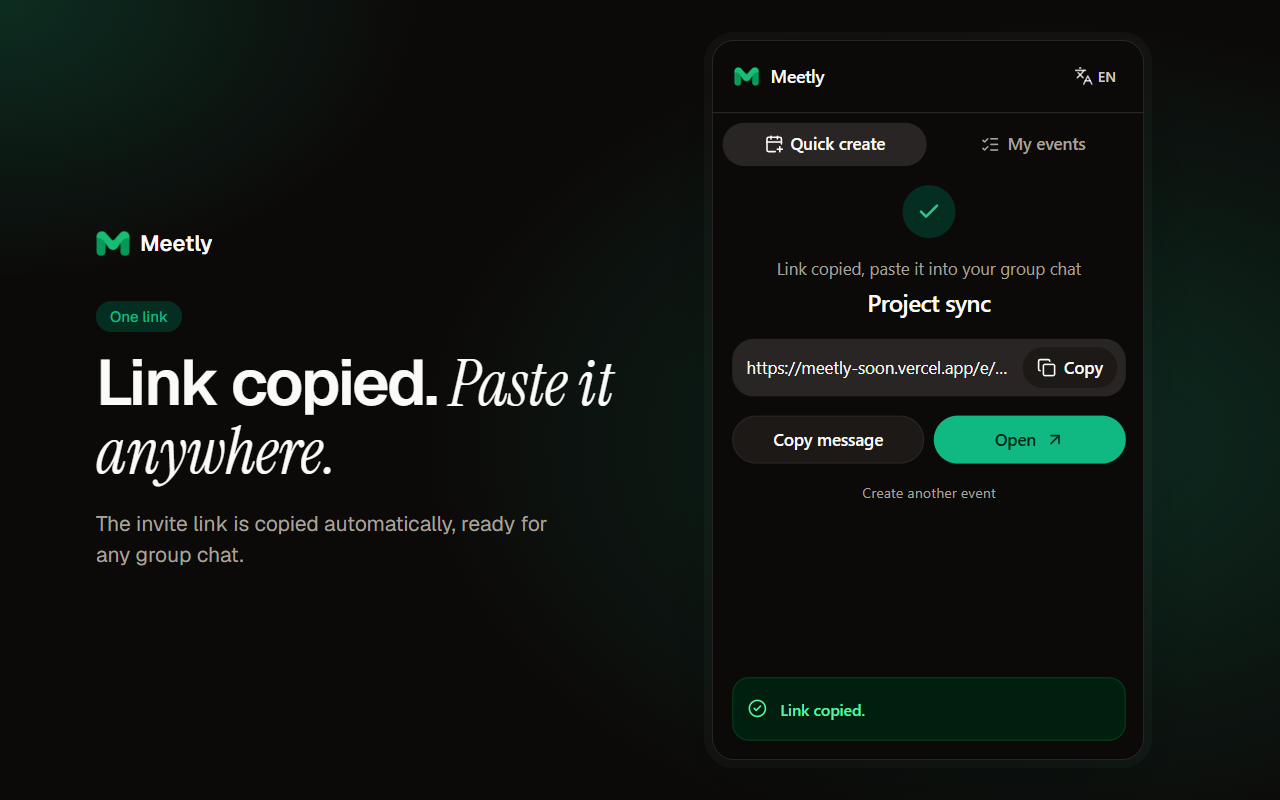 Meetly
One link
Link copied. Paste it
anywhere.
The invite link is copied automatically, ready for
any group chat.
Meetly
EN
Quick create
My events
Link copied, paste it into your group chat
Project sync
https://meetly-soon.vercel.app/e/...
Copy
Copy message
Open
Create another event
Link copied.